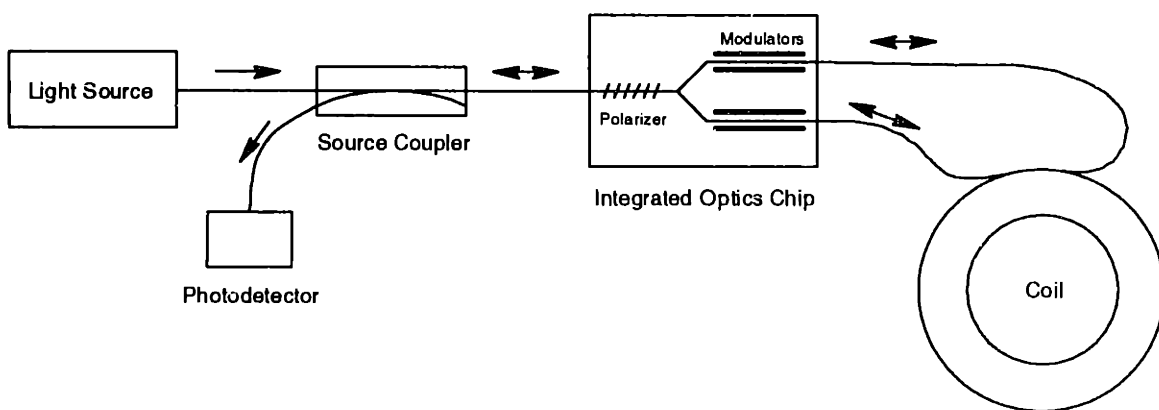 Light Source
Source Coupler
Photodetector
Modulators
Polarizer
Integrated Optics Chip
Coil